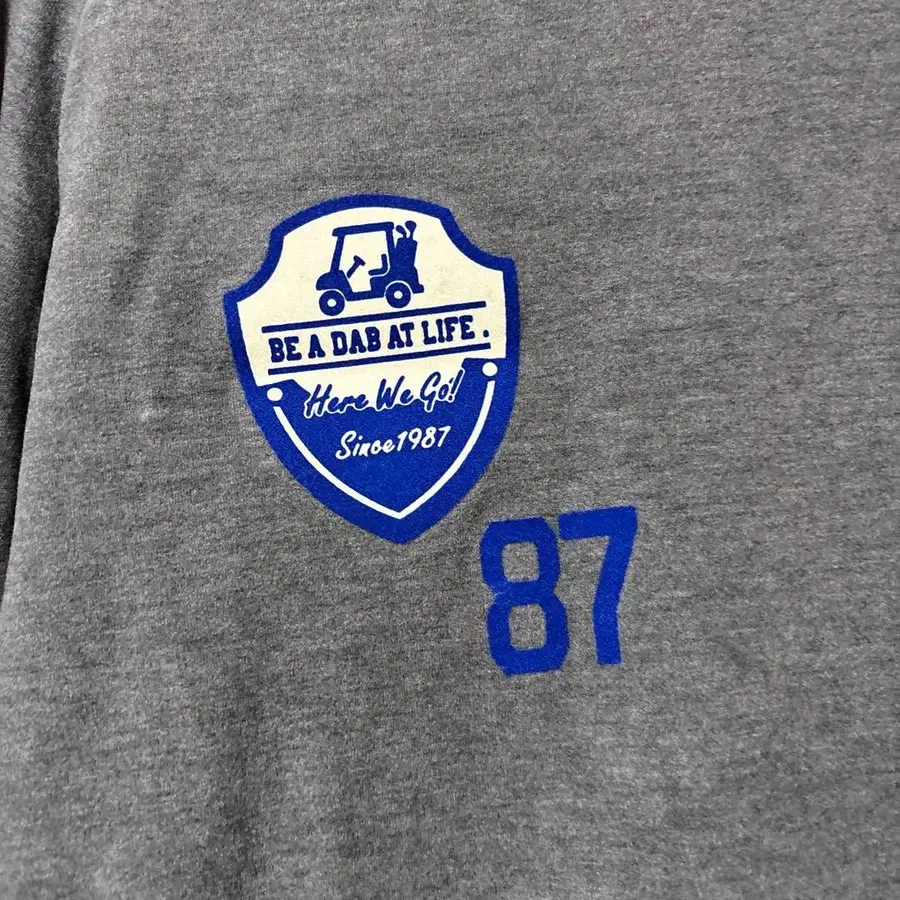 BE A DAB AT LIFE .
Here We Go!
Since1987
87